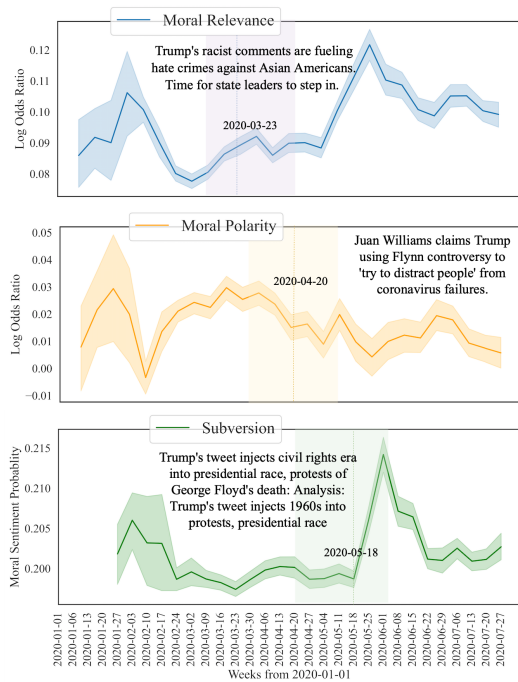 Moral Relevance
Trump's racist comments are fueling
hate crimes against Asian Americans.
Time for state leaders to step in.
2020-03-23
Log Odds Ratio
0.12
0.11
0.10
0.09
0.08
Moral Polarity
Juan Williams claims Trump
using Flynn controversy to
'try to distract people' from
coronavirus failures.
2020-04-20
Log Odds Ratio
0.05
0.04
0.03
0.02
0.01
0.00
−0.01
Subversion
Trump's tweet injects civil rights era
into presidential race, protests of
George Floyd's death: Analysis:
Trump's tweet injects 1960s into
protests, presidential race
2020-05-18
Moral Sentiment Probablity
0.215
0.210
0.205
0.200
2020-01-01
2020-01-06
2020-01-13
2020-01-20
2020-01-27
2020-02-03
2020-02-10
2020-02-17
2020-02-24
2020-03-02
2020-03-09
2020-03-16
2020-03-23
2020-03-30
2020-04-06
2020-04-13
2020-04-20
2020-04-27
2020-05-04
2020-05-11
2020-05-18
2020-05-25
2020-06-01
2020-06-08
2020-06-15
2020-06-22
2020-06-29
2020-07-06
2020-07-13
2020-07-20
2020-07-27
Weeks from 2020-01-01